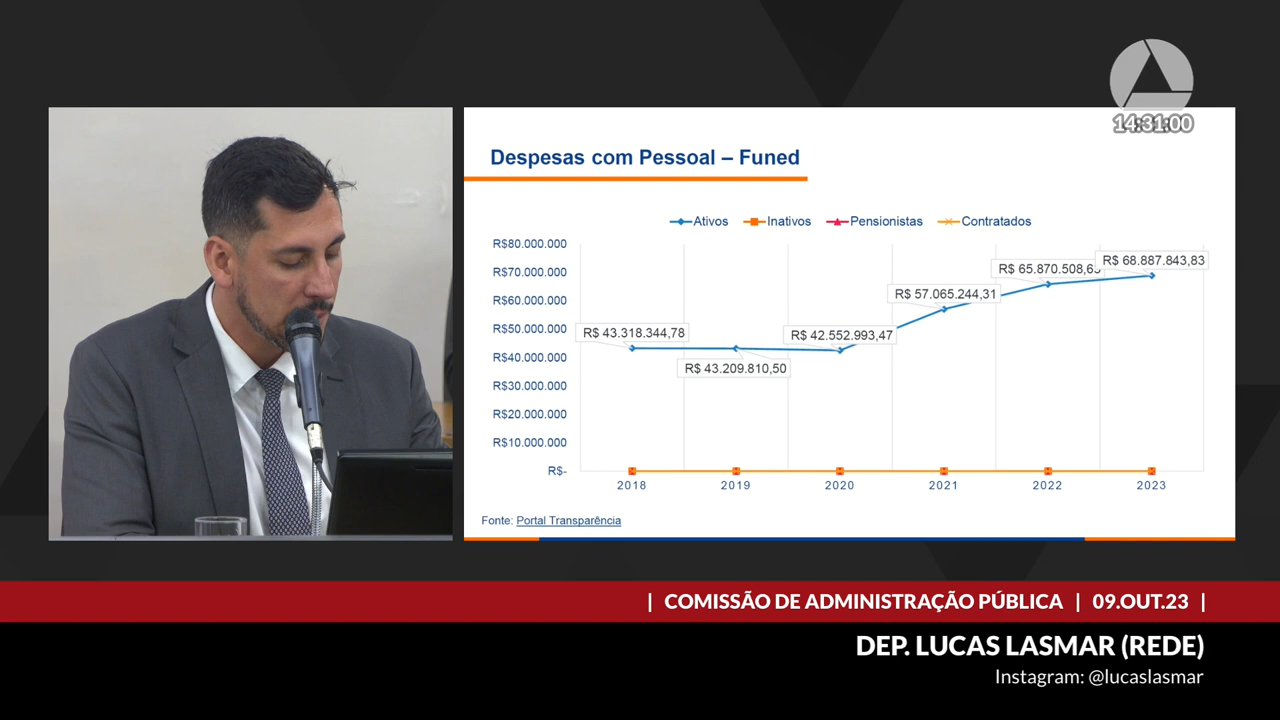 14:31:00
Despesas com Pessoal – Funed
Ativos Inativos Pensionistas Contratados
R$80.000.000
R$70.000.000
R$60.000.000
R$50.000.000
R$40.000.000
R$30.000.000
R$20.000.000
R$10.000.000
R$-
R$ 43.318.344,78
R$ 43.209.810,50
R$ 42.552.993,47
R$ 57.065.244,31
R$ 65.870.508,65
R$ 68.887.843,83
2018 2019 2020 2021 2022 2023
Fonte: Portal Transparência
| COMISSÃO DE ADMINISTRAÇÃO PÚBLICA | 09.OUT.23 |
DEP. LUCAS LASMAR (REDE)
Instagram: @lucaslasmar